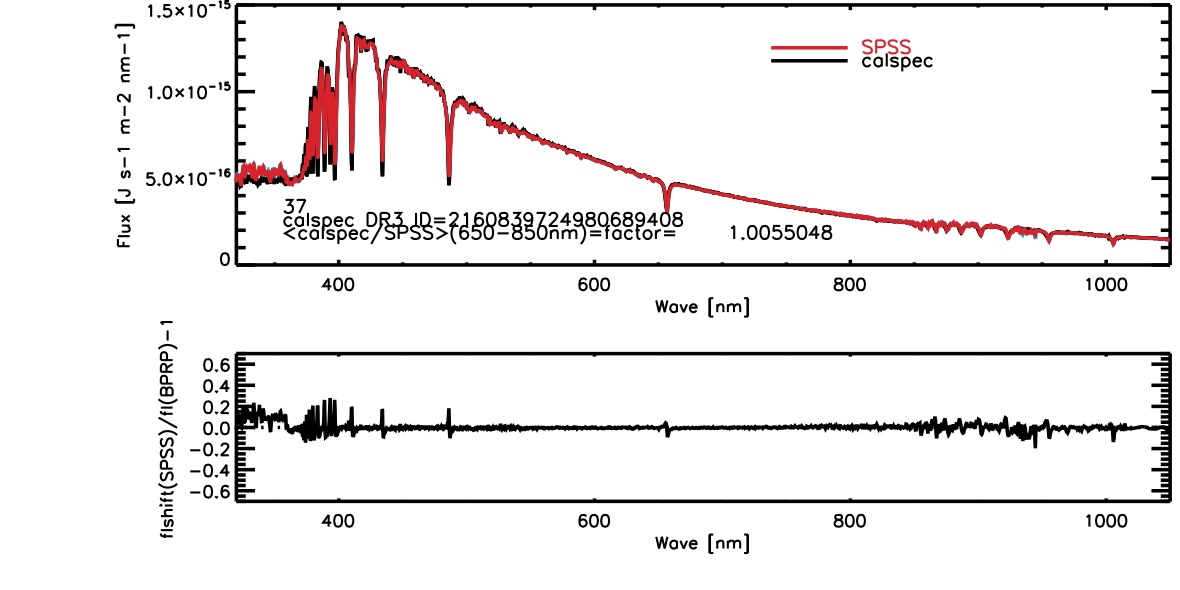 1.5×10−15
1.0×10−15
5.0×10−16
0
Flux [J s−1 m−2 nm−1]
SPSS
calspec
37
calspec DR3_ID=2160839724980689408
<calspec/SPSS>(650−850nm)=factor= 1.0055048
400 600 800 1000
Wave [nm]
0.6
0.4
0.2
0.0
−0.2
−0.4
−0.6
flshift(SPSS)/fl(BPRP)−1
400 600 800 1000
Wave [nm]